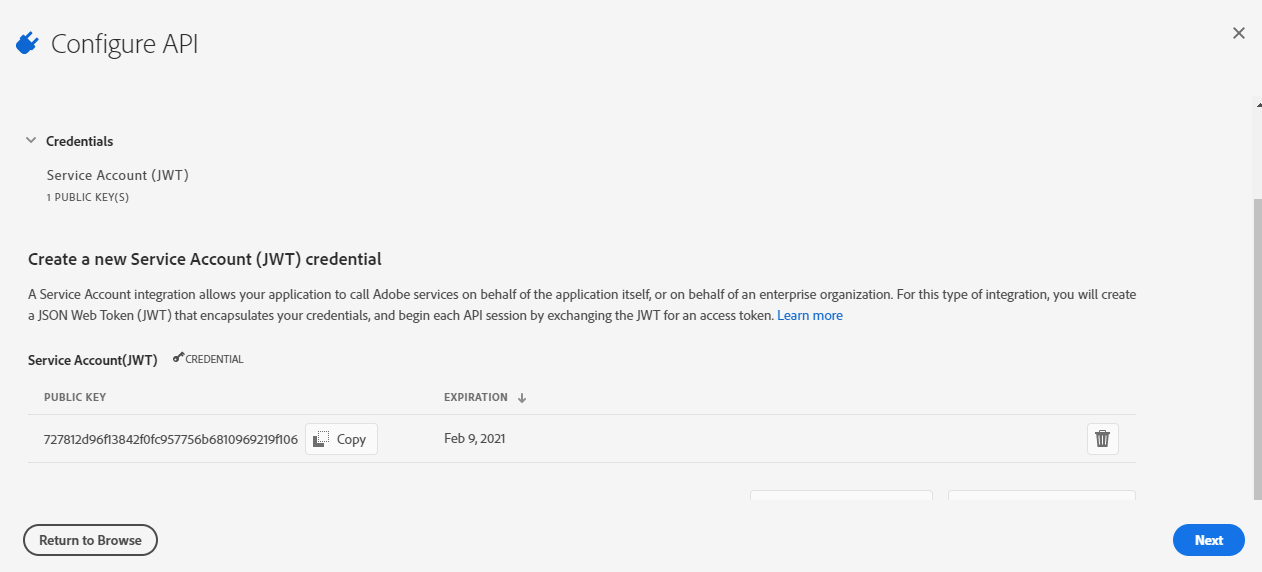 Configure API
Credentials
Service Account (JWT)
1 PUBLIC KEY(S)
Create a new Service Account (JWT) credential
A Service Account integration allows your application to call Adobe services on behalf of the application itself, or on behalf of an enterprise organization. For this type of integration, you will create
a JSON Web Token (JWT) that encapsulates your credentials, and begin each API session by exchanging the JWT for an access token. Learn more
Service Account(JWT) CREDENTIAL
PUBLIC KEY EXPIRATION
727812d96f13842f0fc957756b6810969219f106 Copy Feb 9, 2021
Return to Browse Next